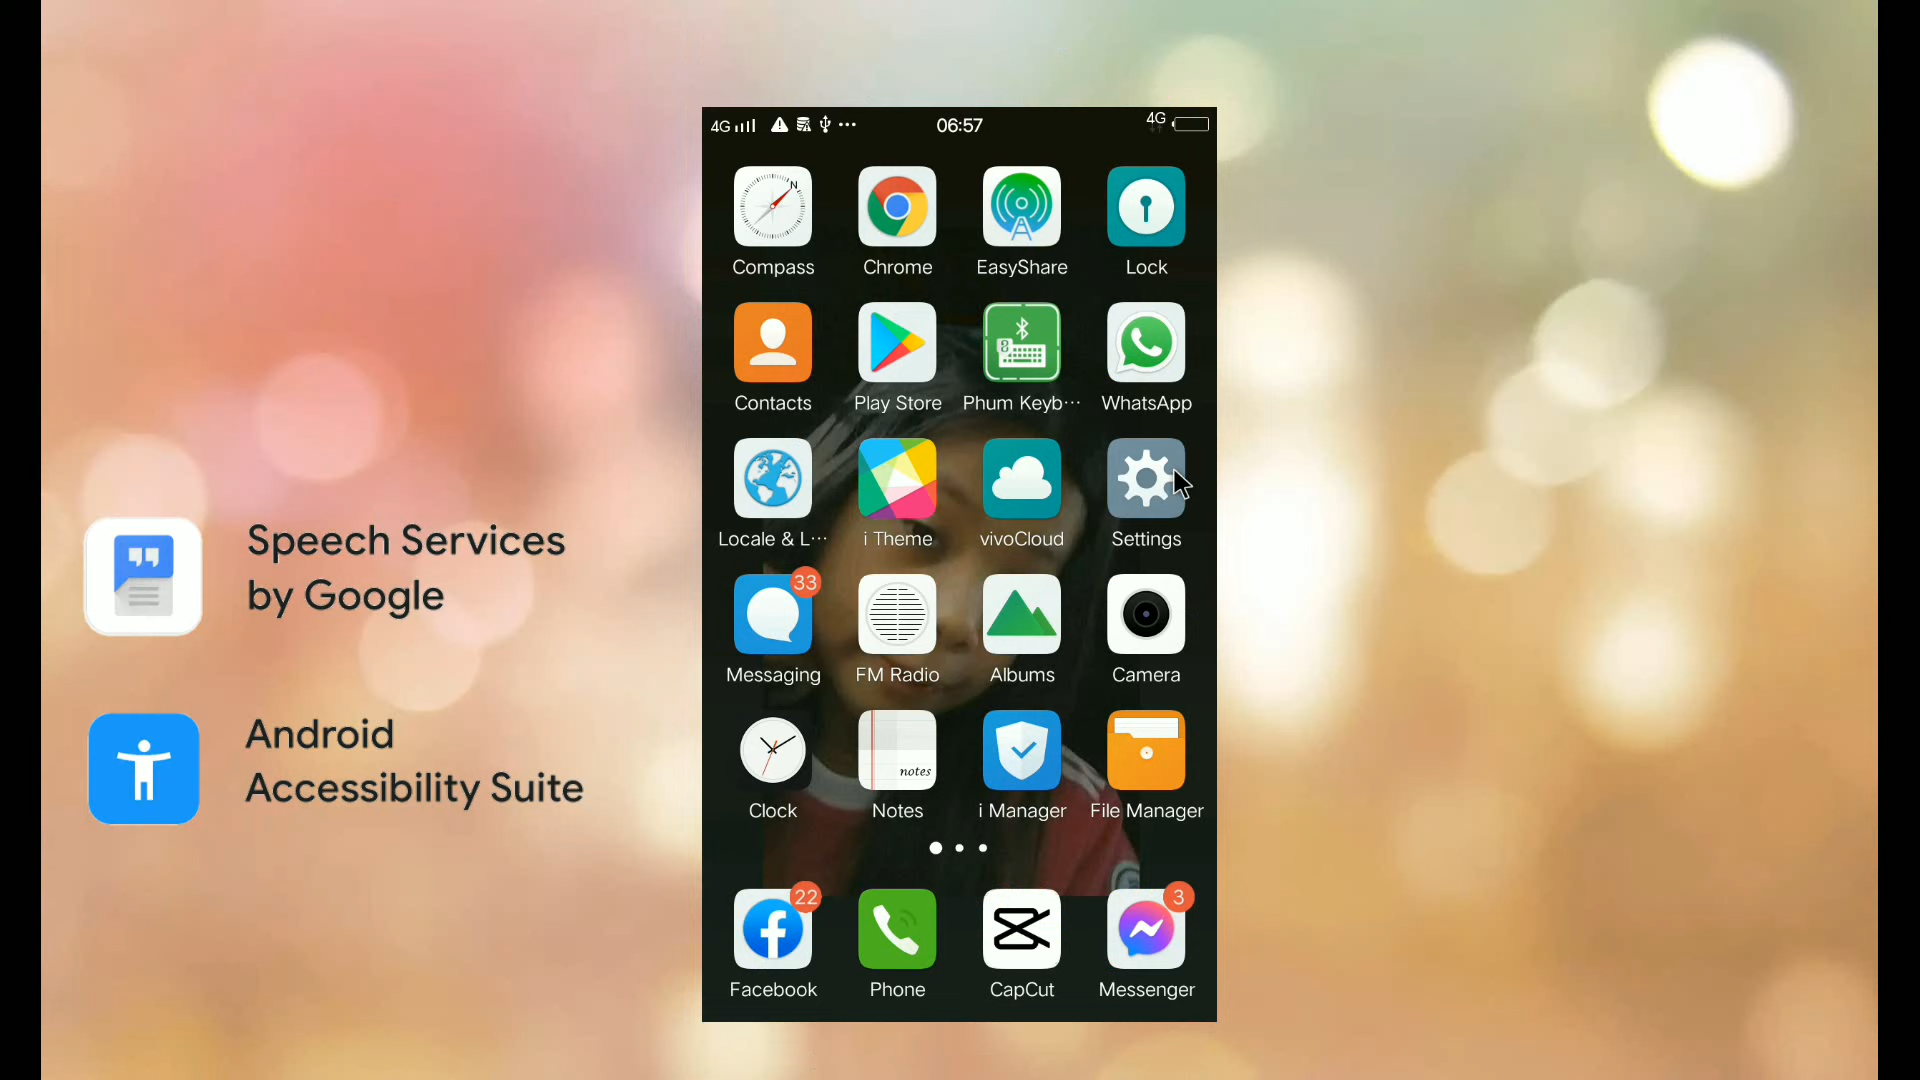 4G
06:57
4G
N
Compass
Chrome
EasyShare
Lock
Contacts
Play Store
Phum Keyb···
WhatsApp
Locale & L···
i Theme
vivoCloud
Settings
33
Messaging
FM Radio
Albums
Camera
notes
Clock
Notes
i Manager
File Manager
22
3
Facebook
Phone
CapCut
Messenger
Speech Services
by Google
Android
Accessibility Suite